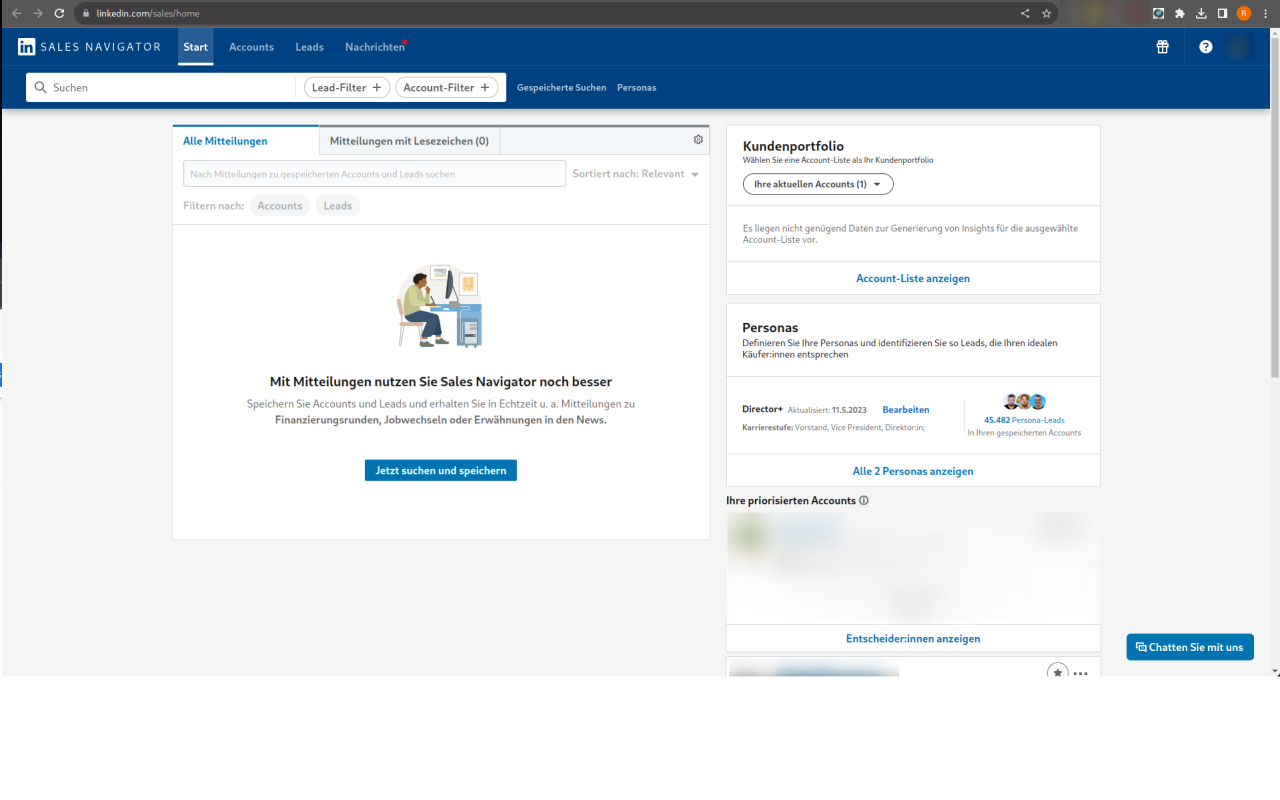 linkedin.com/sales/home
R
in SALES NAVIGATOR
Start
Accounts
Leads
Nachrichten
Suchen
Lead-Filter +
Account-Filter +
Gespeicherte Suchen
Personas
Alle Mitteilungen
Mitteilungen mit Lesezeichen (0)
Nach Mitteilungen zu gespeicherten Accounts und Leads suchen
Sortiert nach: Relevant
Filtern nach:
Accounts
Leads
Mit Mitteilungen nutzen Sie Sales Navigator noch besser
Speichern Sie Accounts und Leads und erhalten Sie in Echtzeit u. a. Mitteilungen zu
Finanzierungsrunden, Jobwechseln oder Erwähnungen in den News.
Jetzt suchen und speichern
Kundenportfolio
Wählen Sie eine Account-Liste als Ihr Kundenportfolio
Ihre aktuellen Accounts (1)
Es liegen nicht genügend Daten zur Generierung von Insights für die ausgewählte
Account-Liste vor.
Account-Liste anzeigen
Personas
Definieren Sie Ihre Personas und identifizieren Sie so Leads, die Ihren idealen
Käufer:innen entsprechen
Director+ Aktualisiert: 11.5.2023 Bearbeiten
Karrierestufe: Vorstand, Vice President, Direktor:in;
45.482 Persona-Leads
In Ihren gespeicherten Accounts
Alle 2 Personas anzeigen
Ihre priorisierten Accounts
Entscheider:innen anzeigen
Chatten Sie mit uns